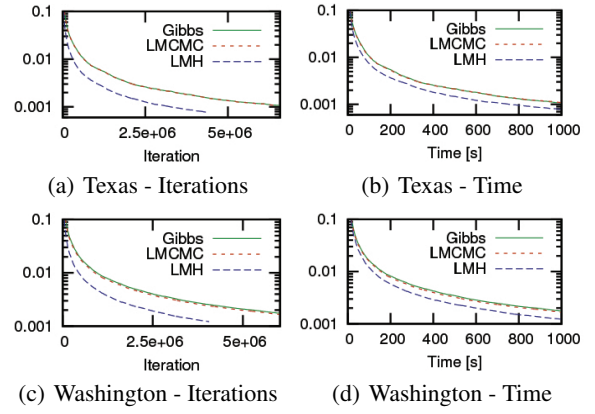 0.1
0.01
0.001
Gibbs
LMCMC
LMH
0 2.5e+06 5e+06
Iteration
(a) Texas - Iterations
0.1
0.01
0.001
Gibbs
LMCMC
LMH
0 200 400 600 800 1000
Time [s]
(b) Texas - Time
0.1
0.01
0.001
Gibbs
LMCMC
LMH
0 2.5e+06 5e+06
Iteration
(c) Washington - Iterations
0.1
0.01
0.001
Gibbs
LMCMC
LMH
0 200 400 600 800 1000
Time [s]
(d) Washington - Time